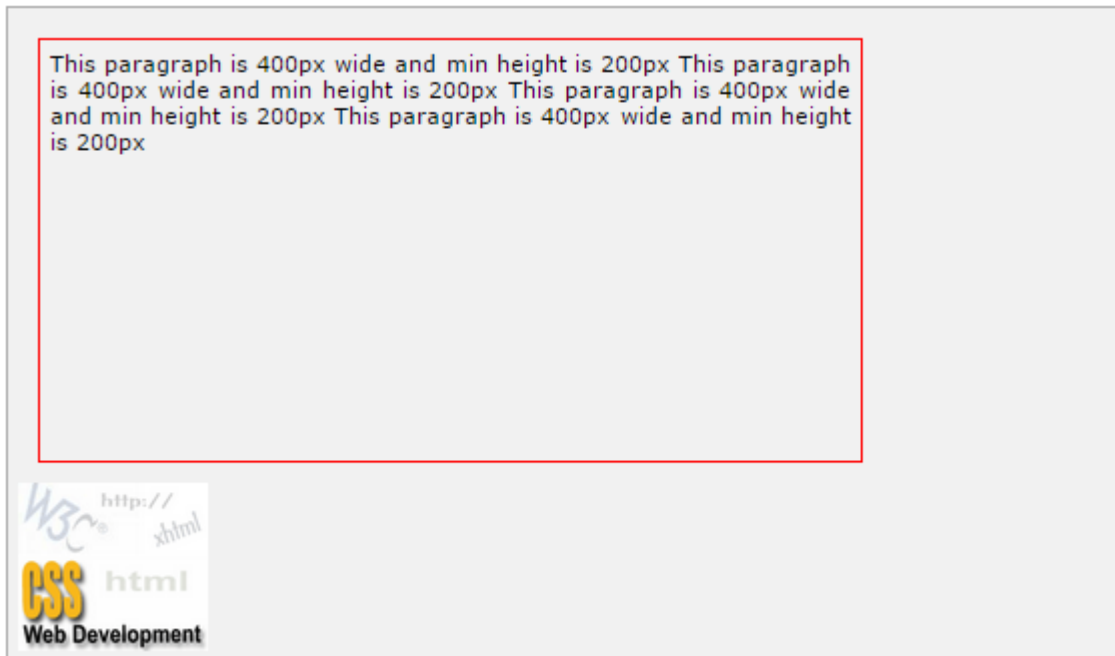 This paragraph is 400px wide and min height is 200px This paragraph
is 400px wide and min height is 200px This paragraph is 400px wide
and min height is 200px This paragraph is 400px wide and min height
is 200px
W3C®
http://
xhtml
CSS
html
Web Development